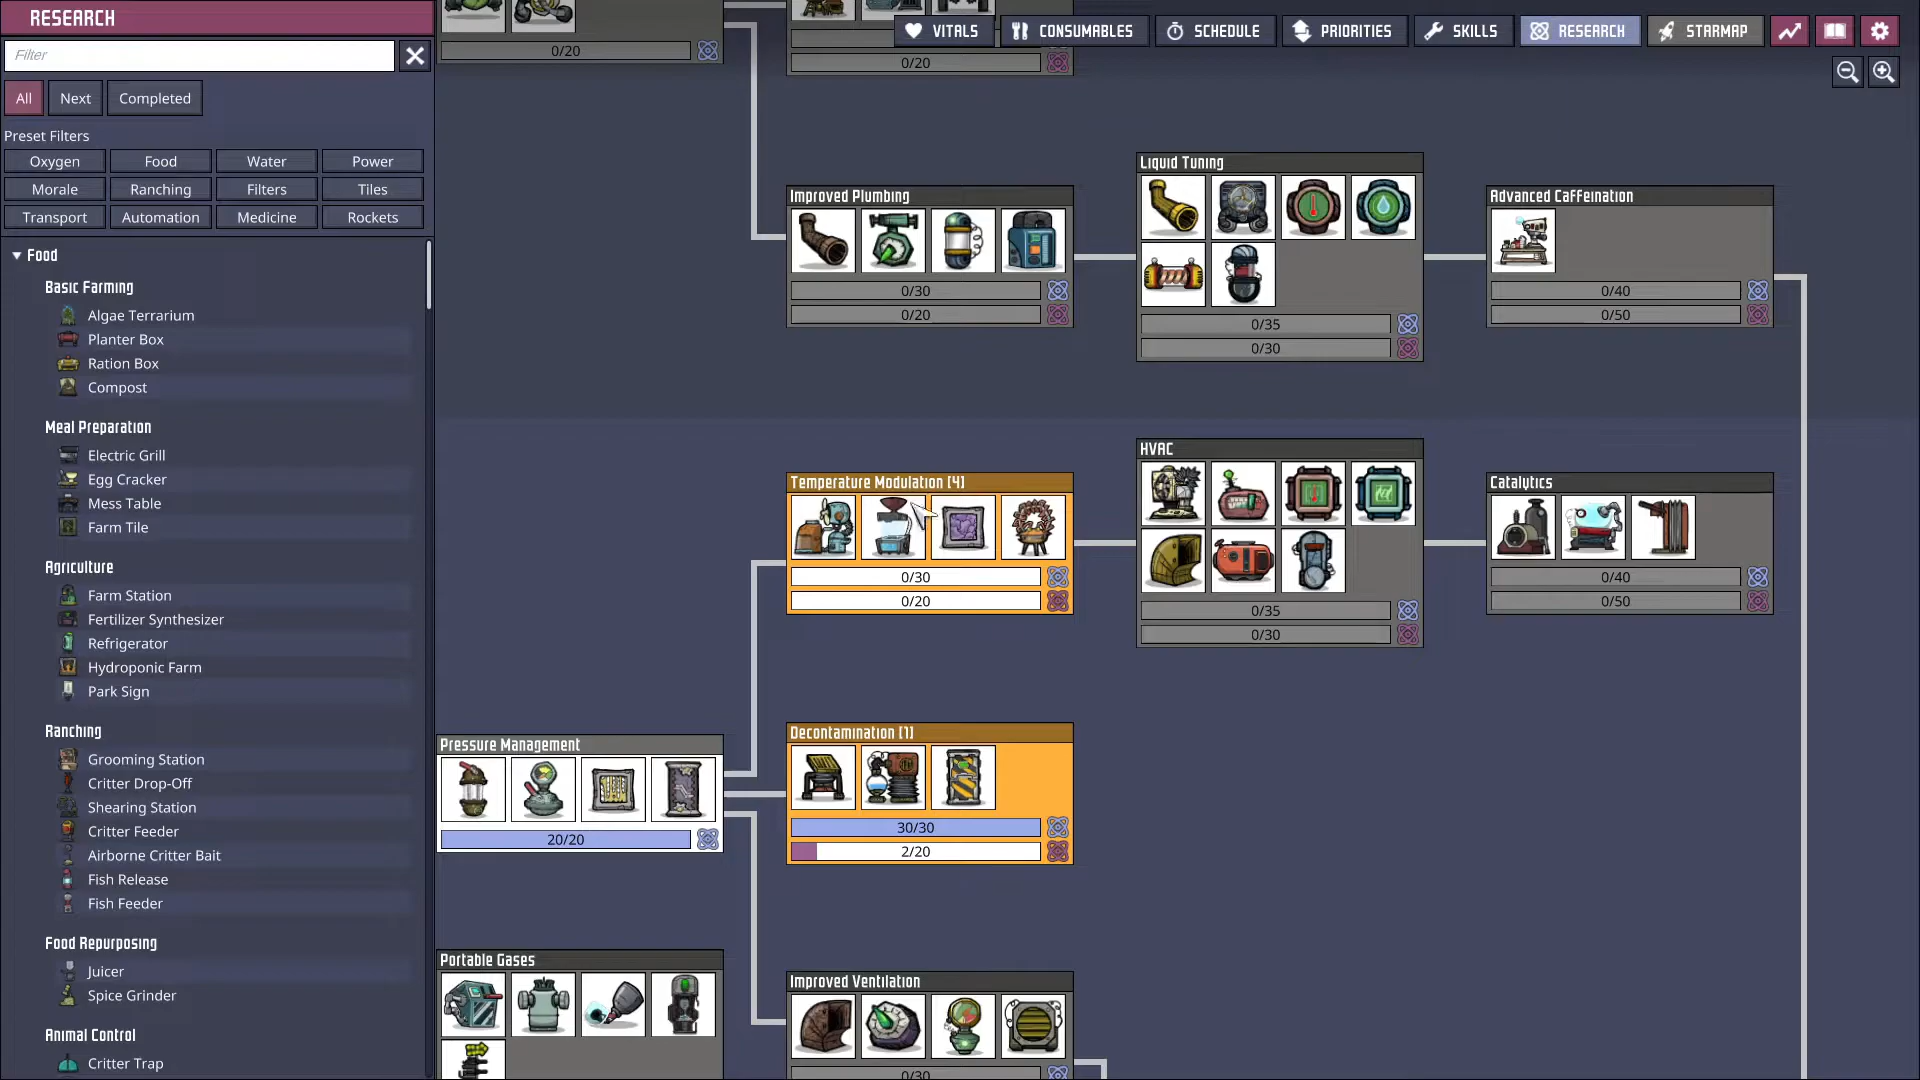 RESEARCH
VITALS
CONSUMABLES
SCHEDULE
PRIORITIES
SKILLS
RESEARCH
STARMAP
Filter
All
Next
Completed
Preset Filters
Oxygen
Food
Water
Power
Morale
Ranching
Filters
Tiles
Transport
Automation
Medicine
Rockets
Food
Basic Farming
Algae Terrarium
Planter Box
Ration Box
Compost
Meal Preparation
Electric Grill
Egg Cracker
Mess Table
Farm Tile
Agriculture
Farm Station
Fertilizer Synthesizer
Refrigerator
Hydroponic Farm
Park Sign
Ranching
Grooming Station
Critter Drop-Off
Shearing Station
Critter Feeder
Airborne Critter Bait
Fish Release
Fish Feeder
Food Repurposing
Juicer
Spice Grinder
Animal Control
Critter Trap
0/20
0/20
Improved Plumbing
0/30
0/20
Liquid Tuning
0/35
0/30
Advanced Caffeination
0/40
0/50
Temperature Modulation [4]
0/30
0/20
HVAC
0/35
0/30
Catalytics
0/40
0/50
Pressure Management
20/20
Decontamination [1]
30/30
2/20
Portable Gases
Improved Ventilation
0/30